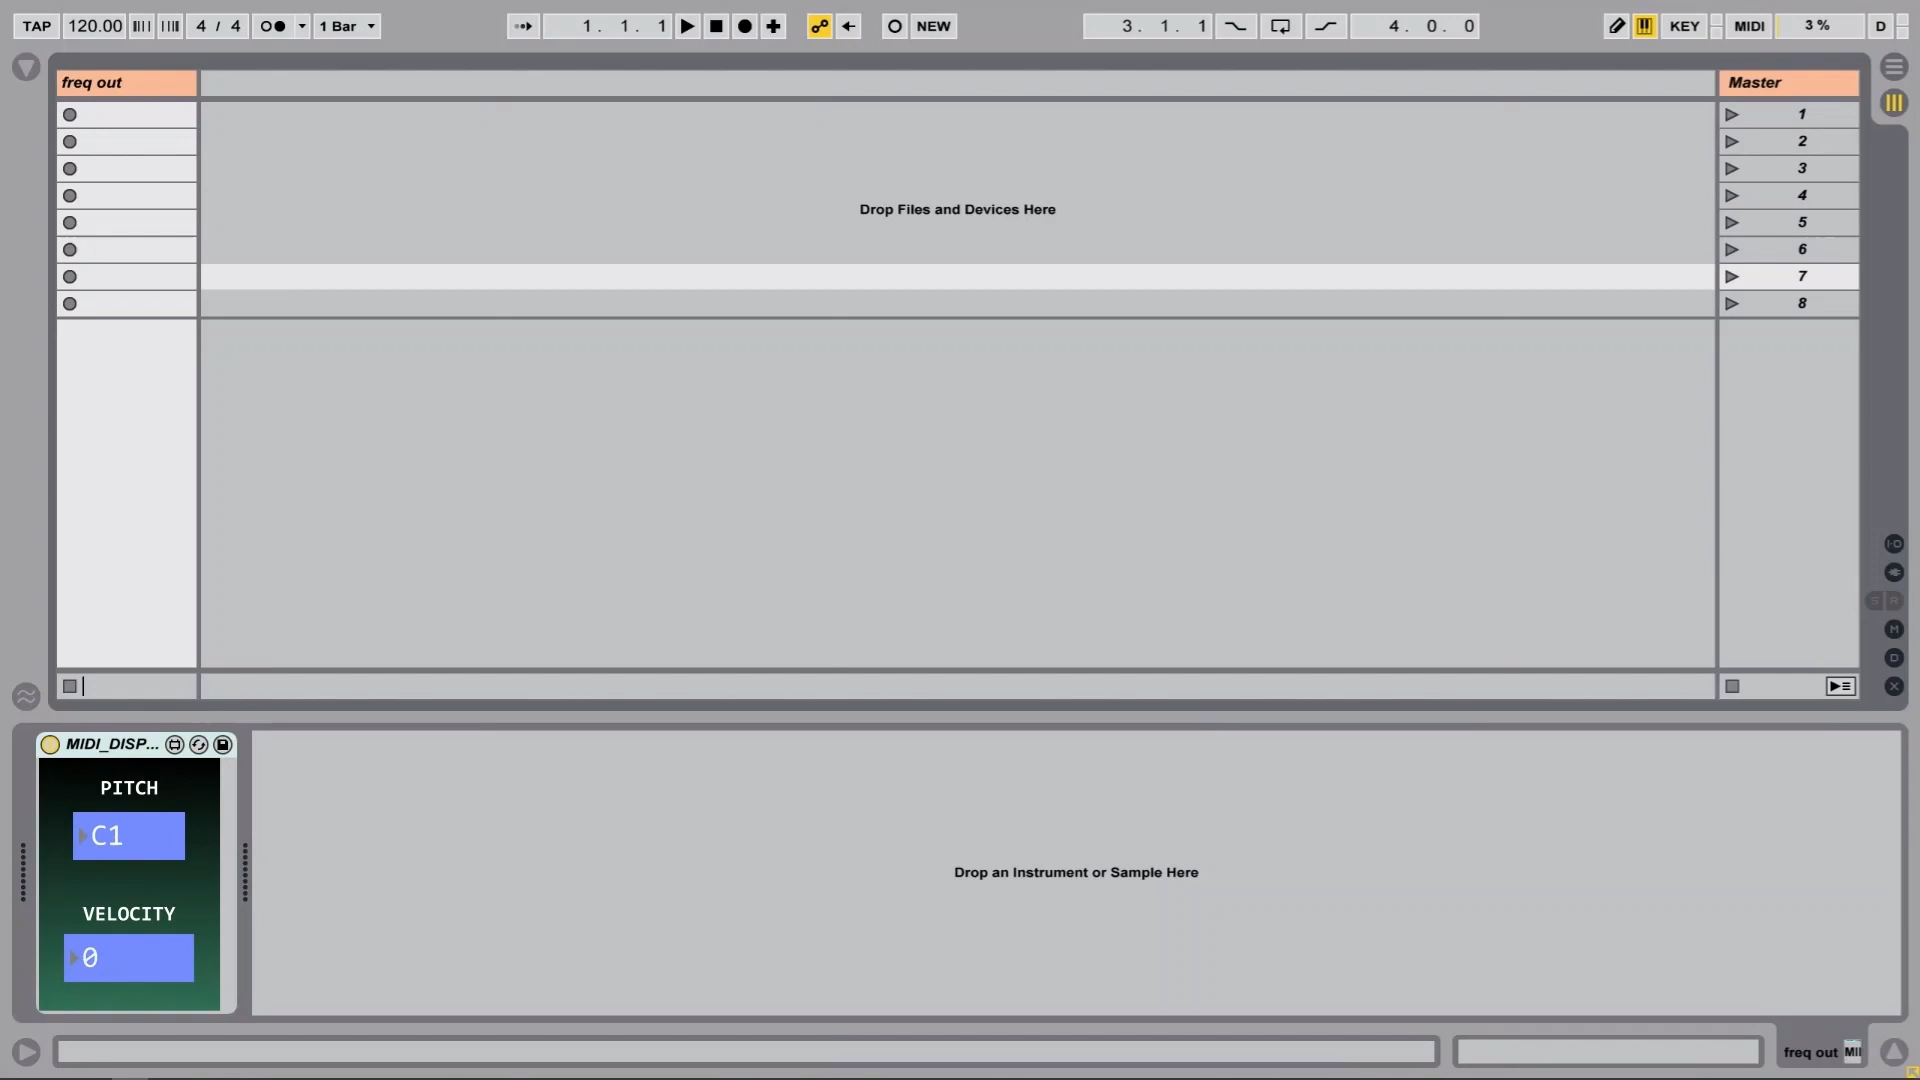 TAP 120.00 4 / 4 1 Bar 1. 1. 1 NEW 3. 1. 1 4. 0. 0 KEY MIDI 3 % D
freq out Master
1
2
3
4
5
6
7
8
Drop Files and Devices Here
I-O
S R
M
D
X
MIDI_DISP...
PITCH
C1
VELOCITY
0
Drop an Instrument or Sample Here
freq out MI